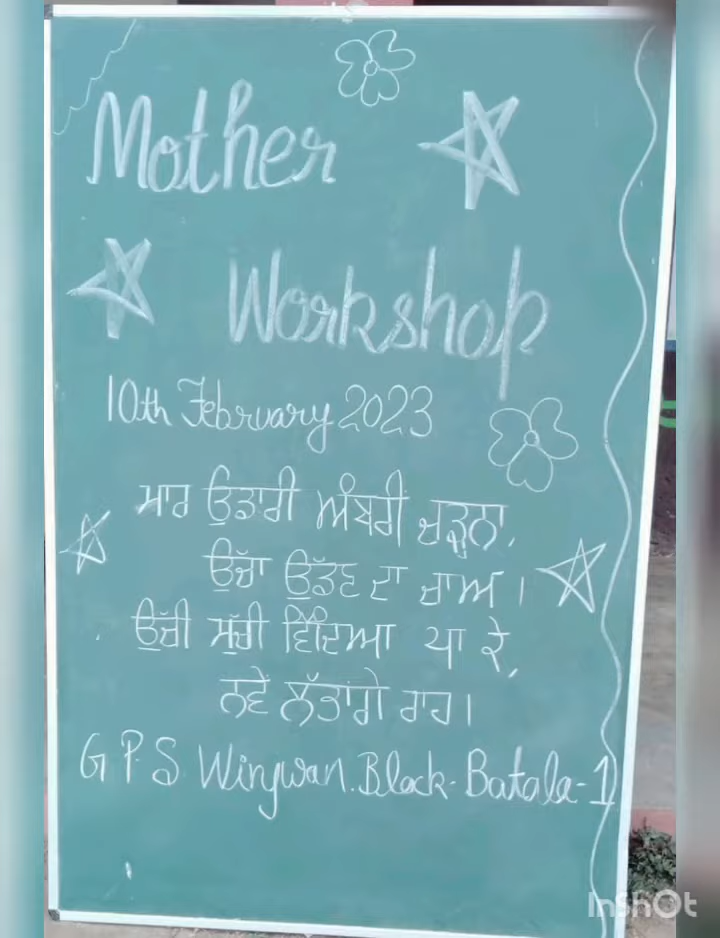 Mother
Workshop
10th February 2023
ਮਾਰ ਉਡਾਰੀ ਅੰਬਰੀ ਚੜ੍ਹਨਾ,
ਉੱਚਾ ਉੱਡਣ ਦਾ ਚਾਅ ।
ਉੱਚੀ ਸੁੱਚੀ ਵਿੱਦਿਆ ਪਾ ਕੇ,
ਨਵੇਂ ਲੱਭਾਂਗੇ ਰਾਹ।
G P S Winjwan. Block-Batala-1
InShOt